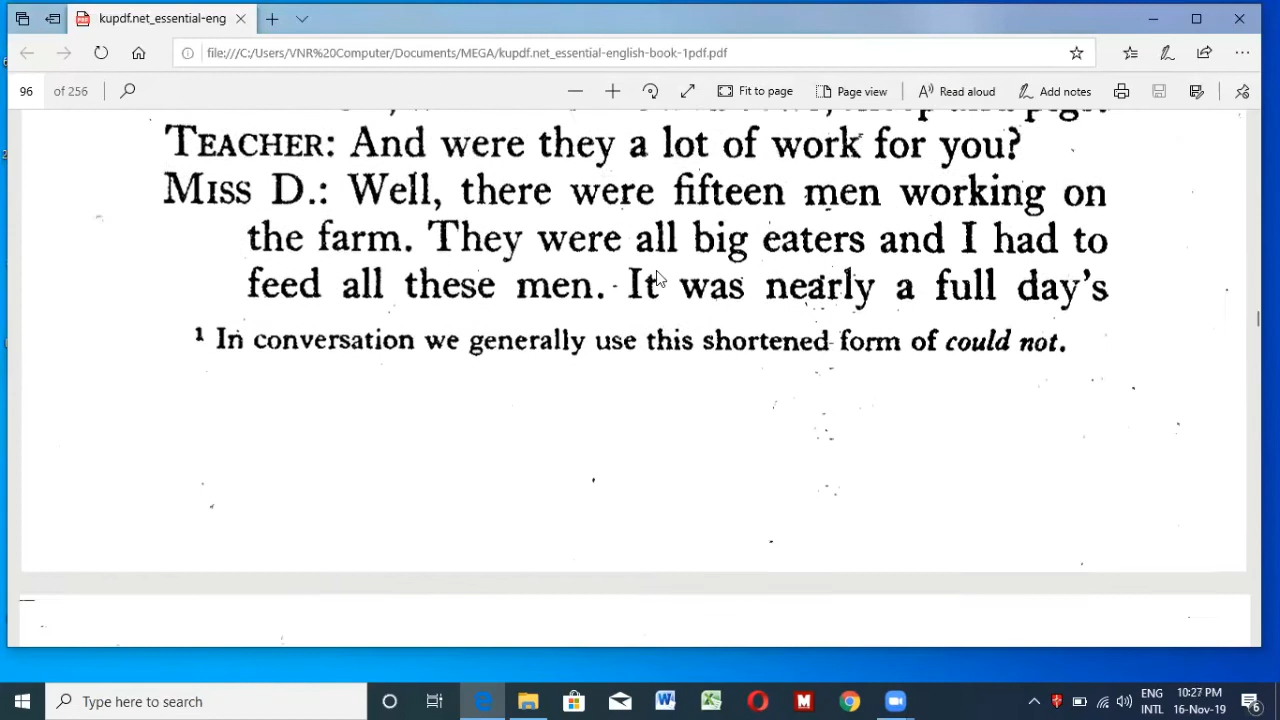 kupdf.net_essential-eng
file:///C:/Users/VNR%20Computer/Documents/MEGA/kupdf.net_essential-english-book-1pdf.pdf
96 of 256 Fit to page Page view Read aloud Add notes
TEACHER: And were they a lot of work for you?
MISS D.: Well, there were fifteen men working on
the farm. They were all big eaters and I had to
feed all these men. It was nearly a full day's
¹ In conversation we generally use this shortened form of could not.
Type here to search
ENG 10:27 PM
INTL 16-Nov-19 6